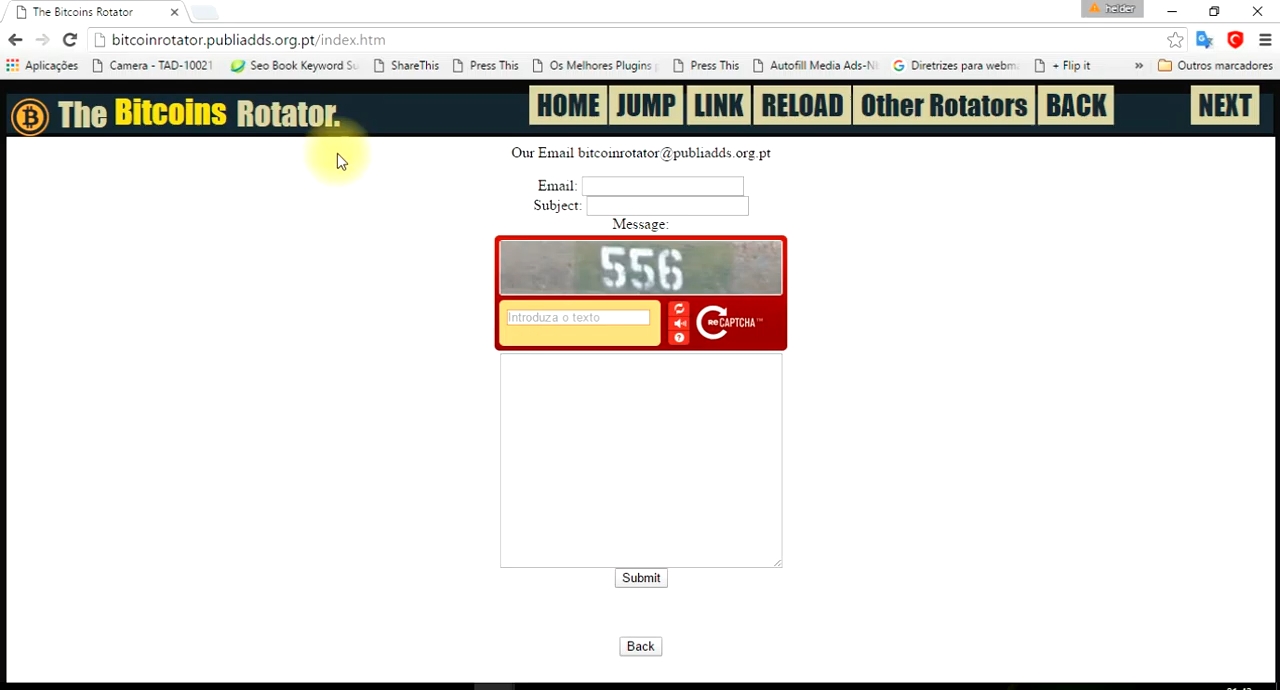 The Bitcoins Rotator
helder
bitcoinrotator.publiadds.org.pt/index.htm
Aplicações Camera - TAD-10021 Seo Book Keyword Su ShareThis Press This Os Melhores Plugins Press This Autofill Media Ads-N Diretrizes para webm + Flip it » Outros marcadores
The Bitcoins Rotator. HOME JUMP LINK RELOAD Other Rotators BACK NEXT
Our Email bitcoinrotator@publiadds.org.pt
Email:
Subject:
Message:
556
Introduza o texto
reCAPTCHA™
Submit
Back